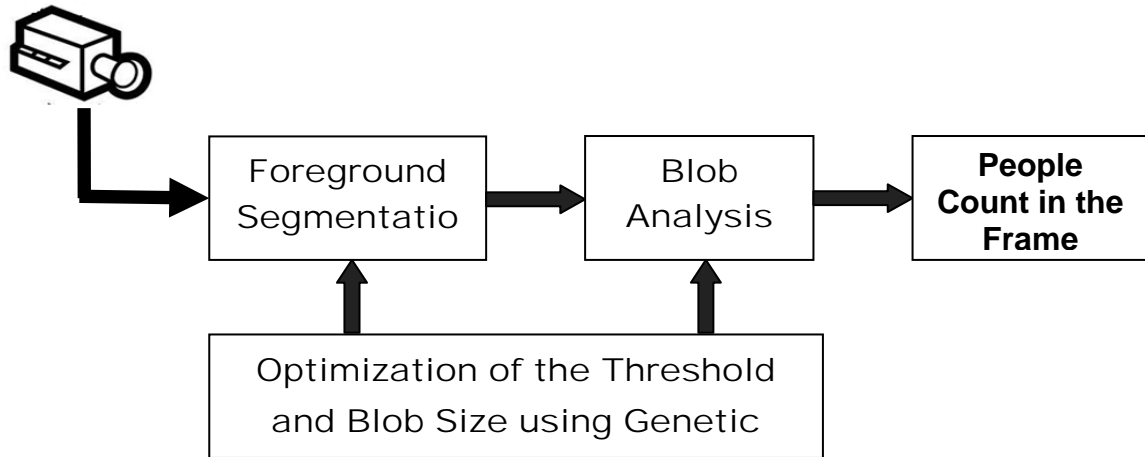 Foreground
Segmentatio
Blob
Analysis
People
Count in the
Frame
Optimization of the Threshold
and Blob Size using Genetic